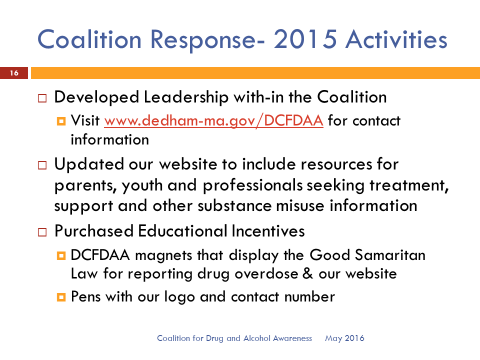 Coalition Response- 2015 Activities
16
Developed Leadership with-in the Coalition
Visit www.dedham-ma.gov/DCFDAA for contact
information
Updated our website to include resources for
parents, youth and professionals seeking treatment,
support and other substance misuse information
Purchased Educational Incentives
DCFDAA magnets that display the Good Samaritan
Law for reporting drug overdose & our website
Pens with our logo and contact number
Coalition for Drug and Alcohol Awareness May 2016